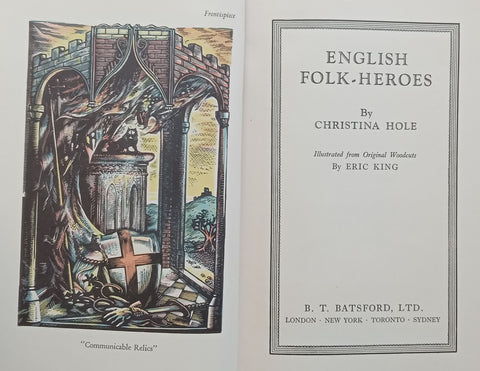 Frontispiece
"Communicable Relics"
ENGLISH
FOLK-HEROES
By
CHRISTINA HOLE
Illustrated from Original Woodcuts
By ERIC KING
B. T. BATSFORD, LTD.
LONDON · NEW YORK · TORONTO · SYDNEY